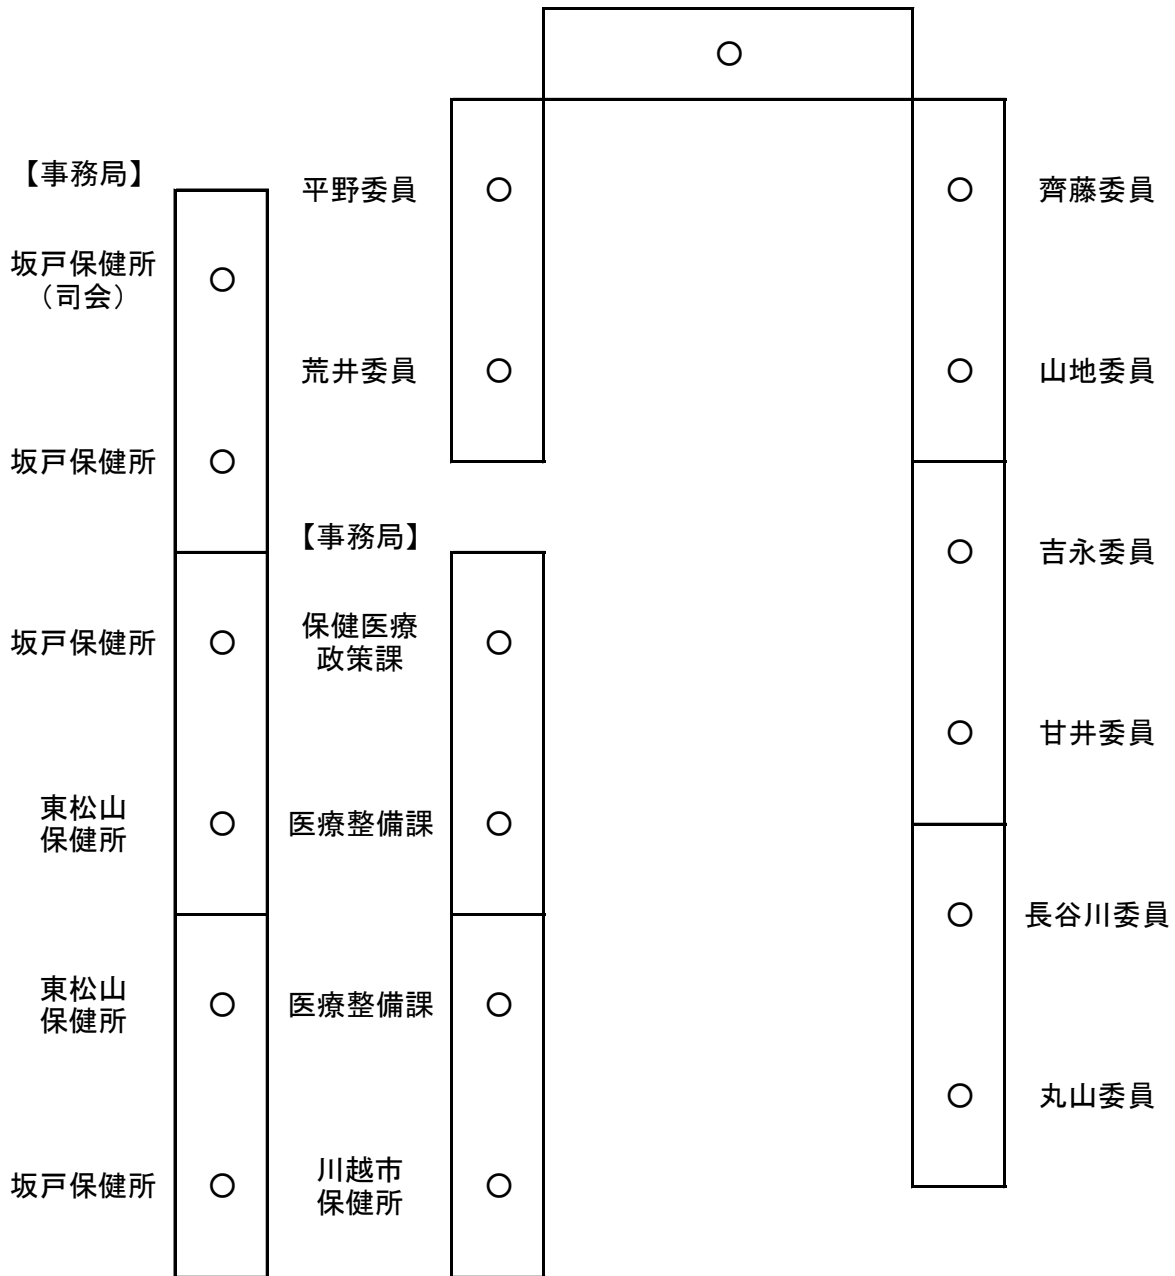 ○
【事務局】
坂戸保健所
（司会）
○
坂戸保健所
○
坂戸保健所
○
東松山
保健所
○
東松山
保健所
○
坂戸保健所
○
平野委員
○
荒井委員
○
【事務局】
保健医療
政策課
○
医療整備課
○
医療整備課
○
川越市
保健所
○
○
齊藤委員
○
山地委員
○
吉永委員
○
甘井委員
○
長谷川委員
○
丸山委員